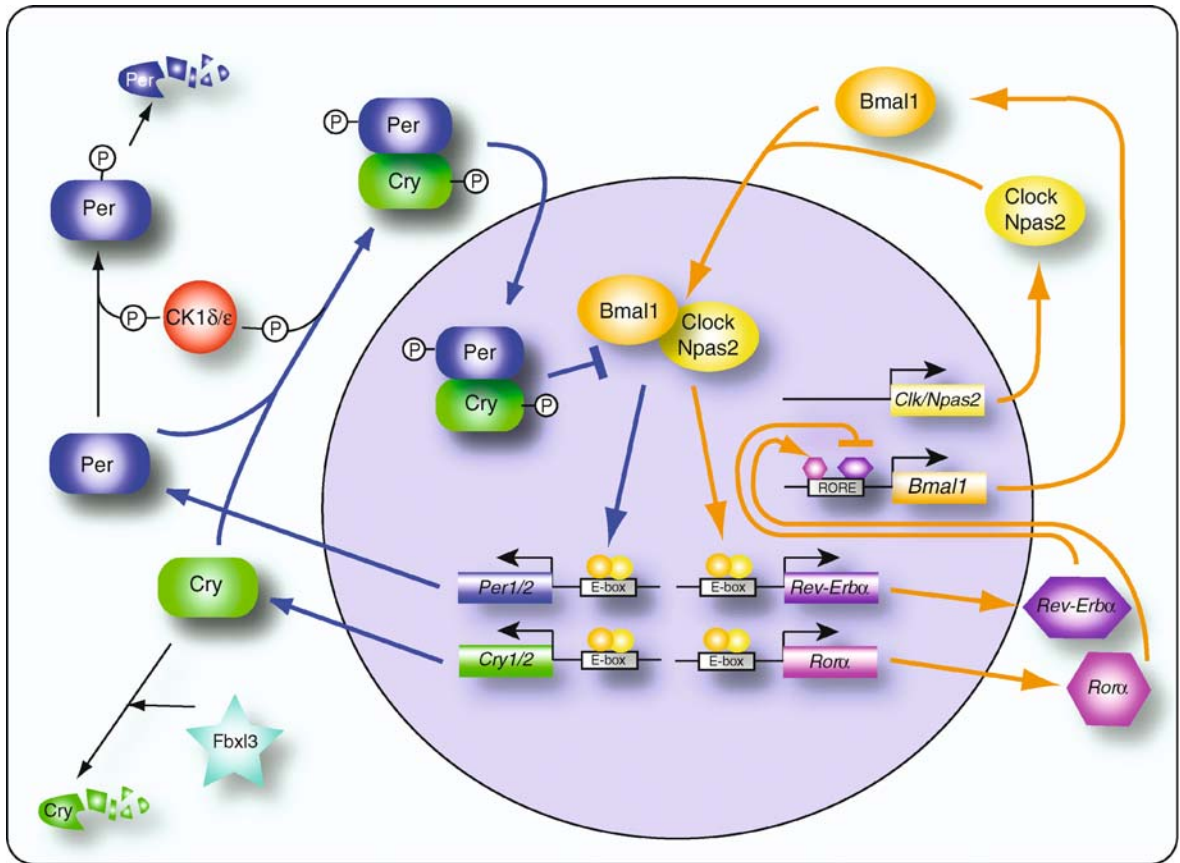 Per
P
Per
P
Per
Cry
P
P
CK1δ/ε
P
Per
Cry
Fbxl3
Cry
Bmal1
Clock
Npas2
Bmal1
Clock
Npas2
P
Per
Cry
P
Clk/Npas2
RORE
Bmal1
Per1/2
E-box
E-box
Rev-Erbα
Cry1/2
E-box
E-box
Rorα
Rev-Erbα
Rorα